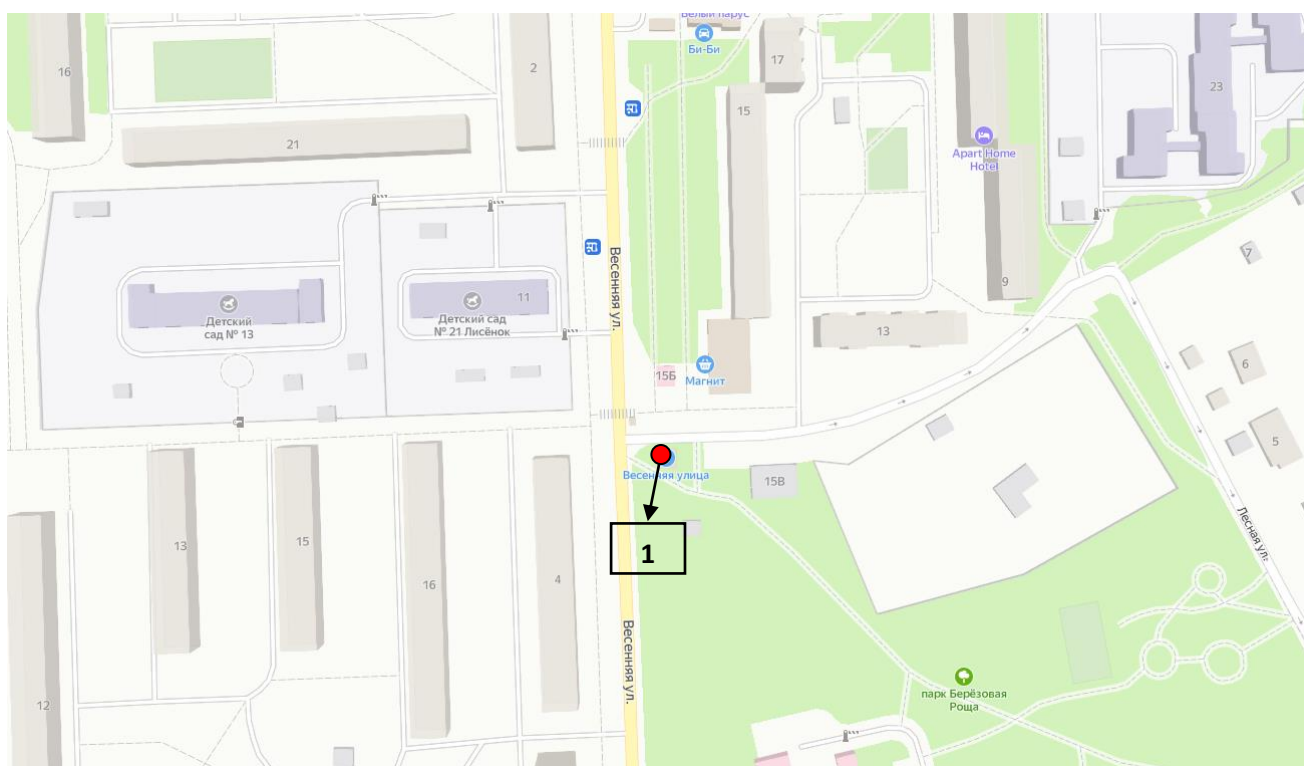 Белый парус
Би-Би
16
2
17
21
15
23
Apart Home
Hotel
Весенняя ул.
7
9
11
Детский
сад № 13
Детский сад
№ 21 Лисёнок
13
15Б
Магнит
6
5
Весенняя улица
15В
Лесная ул.
13
15
16
4
1
Весенняя ул.
12
парк Берёзовая
Роща